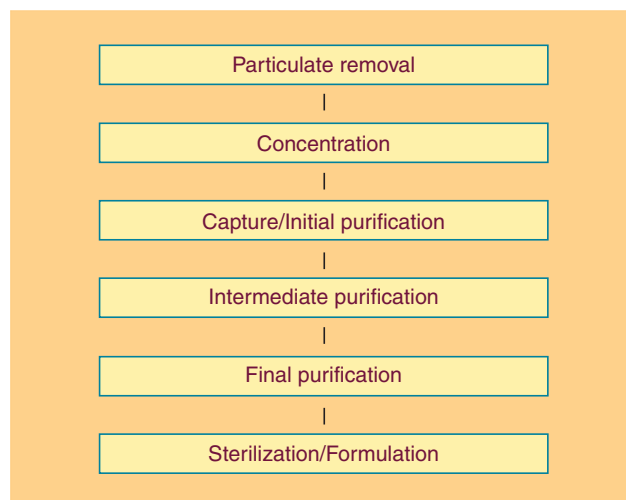 Particulate removal
Concentration
Capture/Initial purification
Intermediate purification
Final purification
Sterilization/Formulation